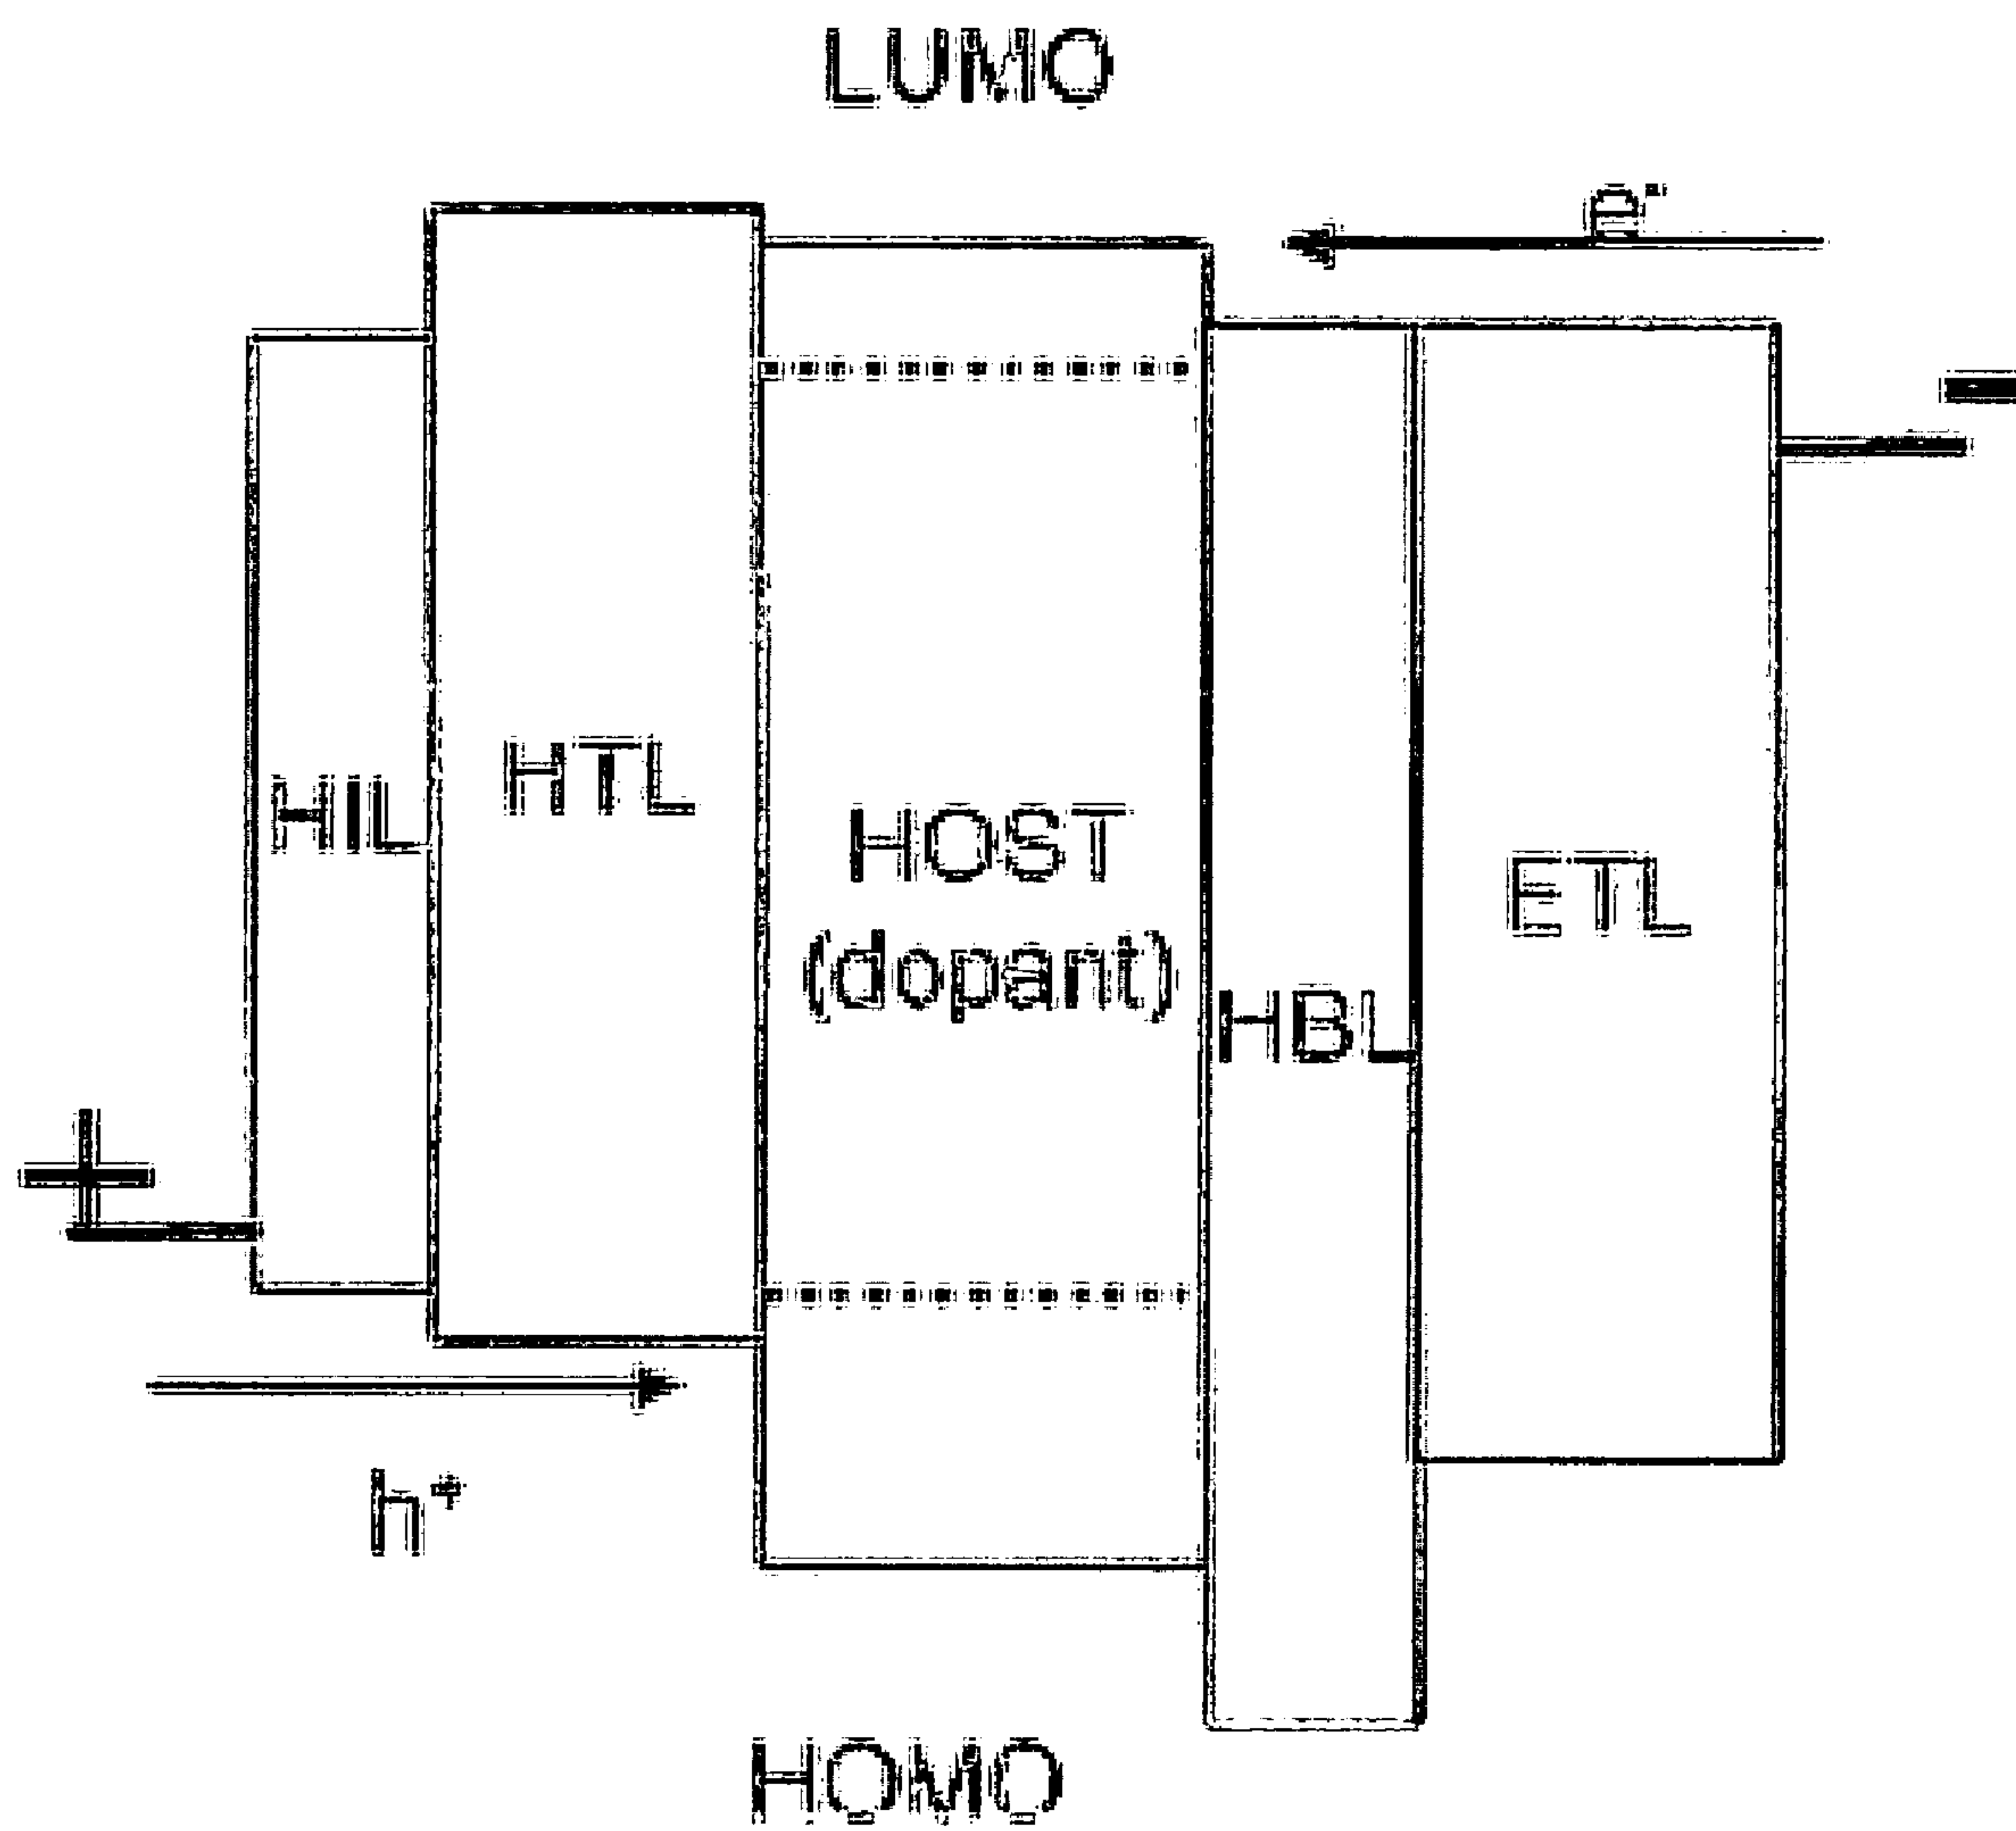 LUMO
e-
-
HTL
HIL
HOST
(dopant)
ETL
HBL
+
h+
HOMO